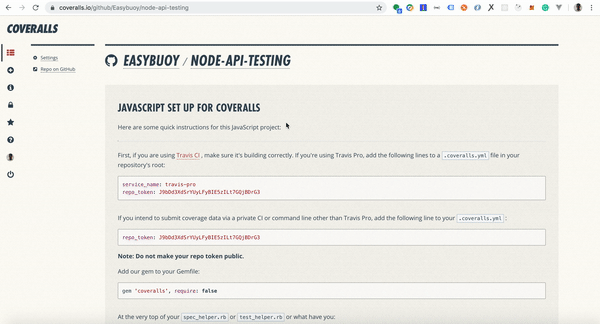 coveralls.io/github/Easybuoy/node-api-testing
COVERALLS
Settings
Repo on GitHub
EASYBUOY / NODE-API-TESTING
JAVASCRIPT SET UP FOR COVERALLS
Here are some quick instructions for this JavaScript project:
First, if you are using Travis CI , make sure it's building correctly. If you're using Travis Pro, add the following lines to a .coveralls.yml file in your
repository's root:
service_name: travis-pro
repo_token:
If you intend to submit coverage data via a private CI or command line other than Travis Pro, add the following line to your .coveralls.yml :
repo_token:
Note: Do not make your repo token public.
Add our gem to your Gemfile:
gem 'coveralls', require: false
At the very top of your spec_helper.rb or test_helper.rb or what have you: